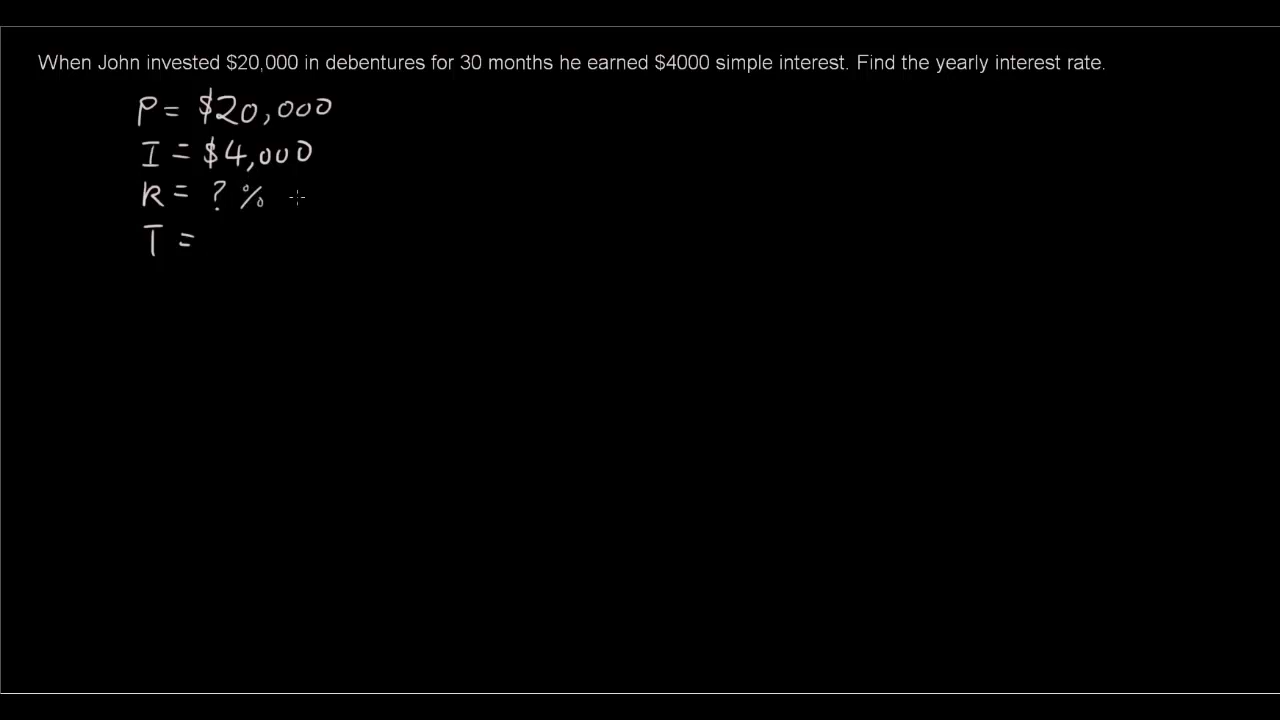 When John invested $20,000 in debentures for 30 months he earned $4000 simple interest. Find the yearly interest rate.
P = $20,000
I = $4,000
R = ? %
T =